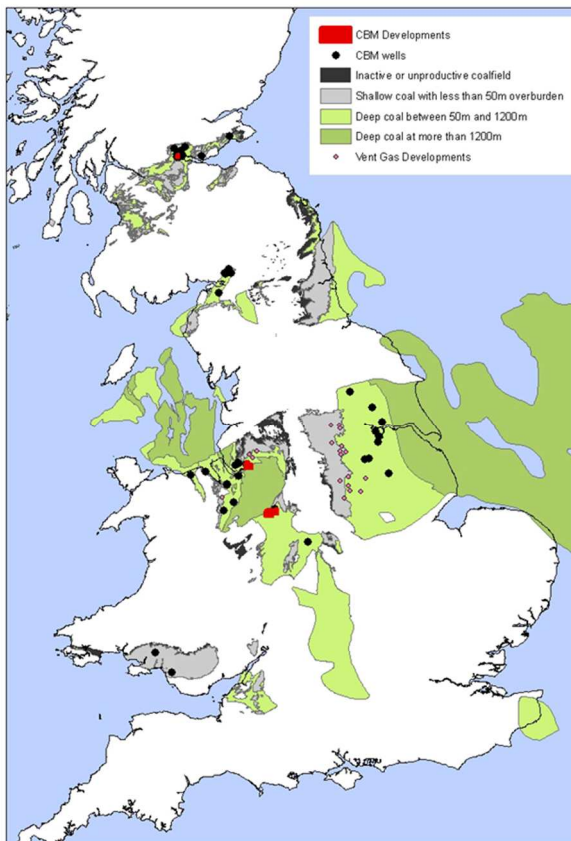 CBM Developments
CBM wells
Inactive or unproductive coalfield
Shallow coal with less than 50m overburden
Deep coal between 50m and 1200m
Deep coal at more than 1200m
Vent Gas Developments